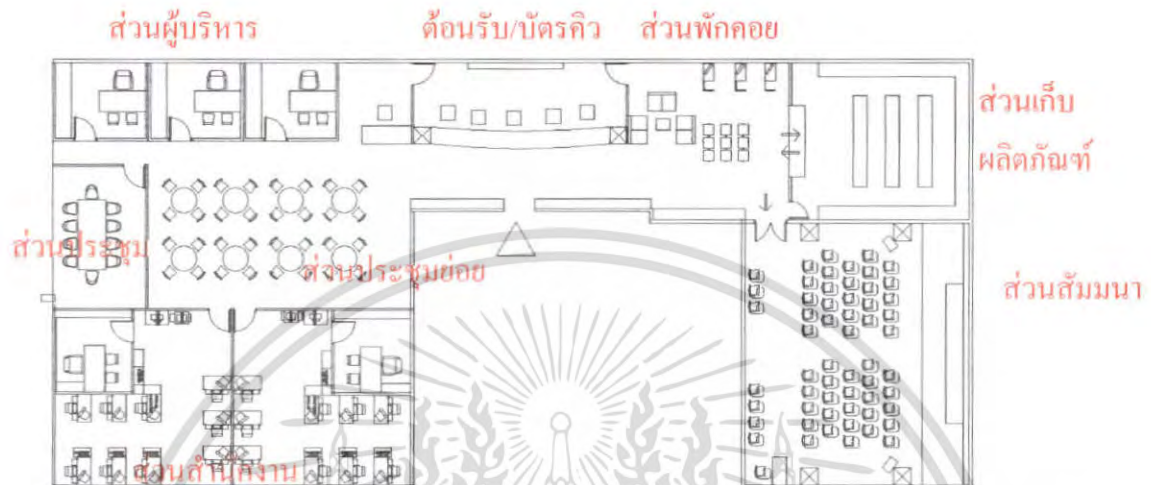 ส่วนผู้บริหาร ต้อนรับ/บัตรคิว ส่วนพักคอย
ส่วนเก็บ
ผลิตภัณฑ์
ส่วนประชุม
ส่วนประชุมย่อย
ส่วนสัมมนา
ส่วนสำนักงาน